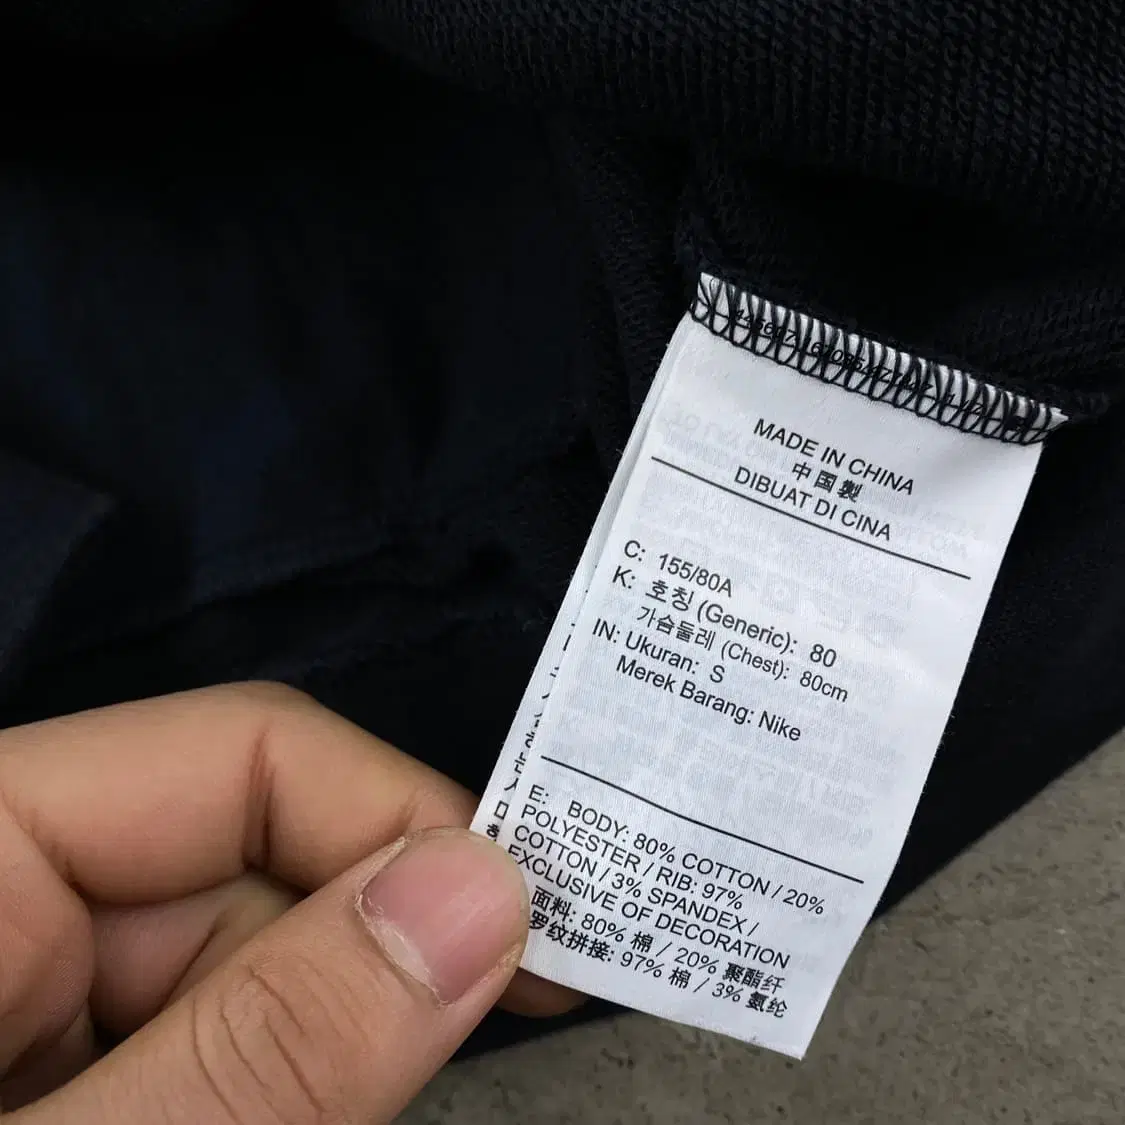 MADE IN CHINA
中国製
DIBUAT DI CINA
C: 155/80A
K: 호칭 (Generic): 80
가슴둘레 (Chest): 80cm
IN: Ukuran: S
Merek Barang: Nike
E: BODY: 80% COTTON / 20%
POLYESTER / RIB: 97%
COTTON / 3% SPANDEX /
EXCLUSIVE OF DECORATION
面料: 80% 棉 / 20% 聚酯纤
罗纹拼接: 97% 棉 / 3% 氨纶